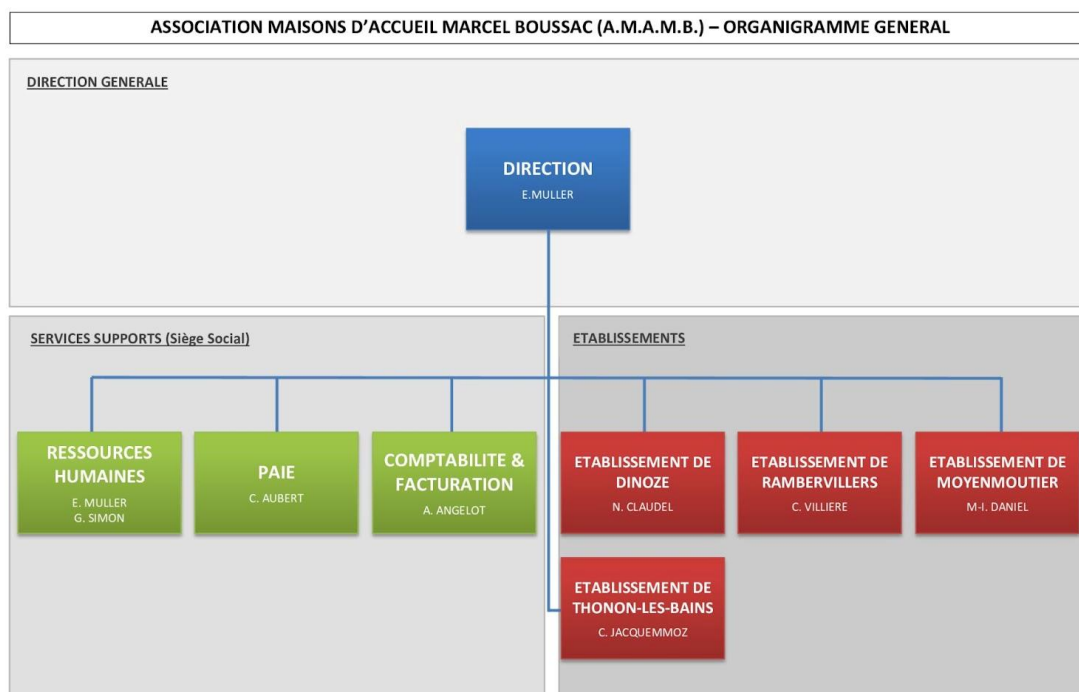 ASSOCIATION MAISONS D'ACCUEIL MARCEL BOUSSAC (A.M.A.M.B.) – ORGANIGRAMME GENERAL
DIRECTION GENERALE
DIRECTION
E.MULLER
SERVICES SUPPORTS (Siège Social)
RESSOURCES
HUMAINES
E. MULLER
G. SIMON
PAIE
C. AUBERT
COMPTABILITE &
FACTURATION
A. ANGELOT
ETABLISSEMENTS
ETABLISSEMENT DE
DINOZE
N. CLAUDEL
ETABLISSEMENT DE
RAMBERVILLERS
C. VILLIERE
ETABLISSEMENT DE
MOYENMOUTIER
M-I. DANIEL
ETABLISSEMENT DE
THONON-LES-BAINS
C. JACQUEMMOZ